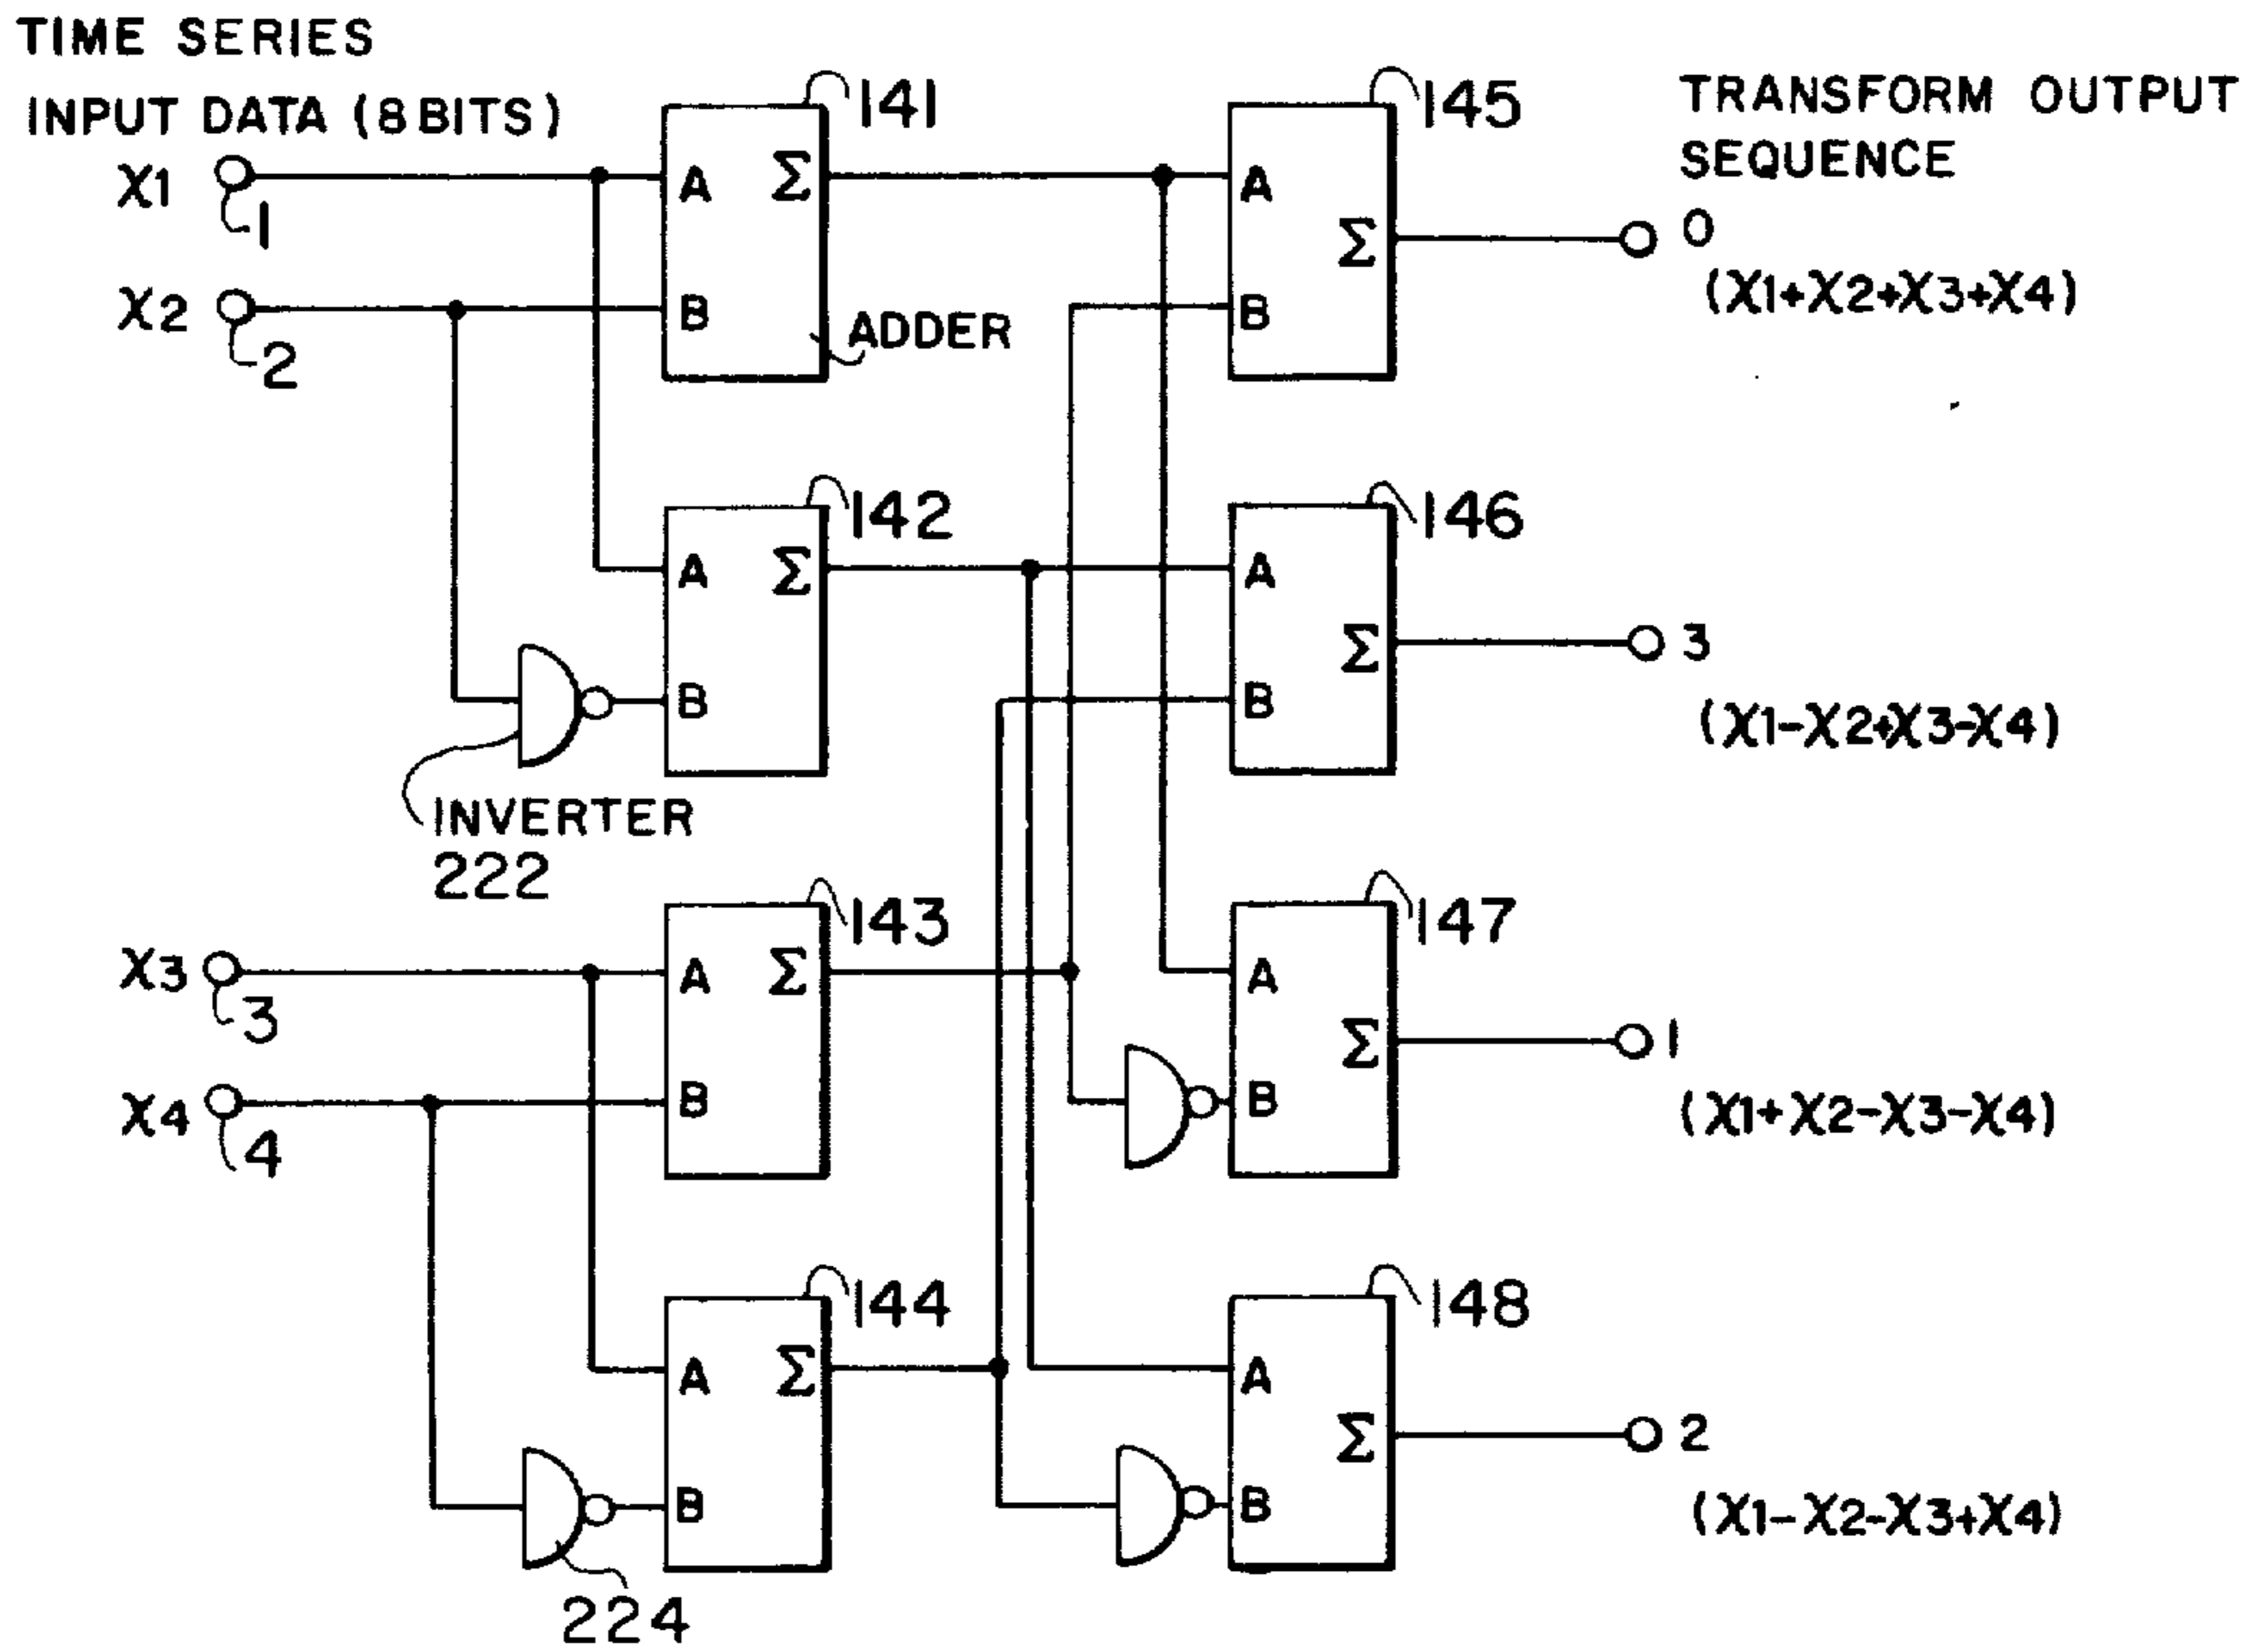 TIME SERIES
INPUT DATA (8BITS)
141
145
TRANSFORM OUTPUT
SEQUENCE
X1
1
A
Σ
A
Σ
0
(X1+X2+X3+X4)
X2
2
B
ADDER
B
142
146
A
Σ
A
Σ
3
B
B
(X1-X2+X3-X4)
INVERTER
222
143
147
X3
3
A
Σ
A
Σ
1
X4
4
B
B
(X1+X2-X3-X4)
144
148
A
Σ
A
Σ
2
B
B
(X1-X2-X3+X4)
224